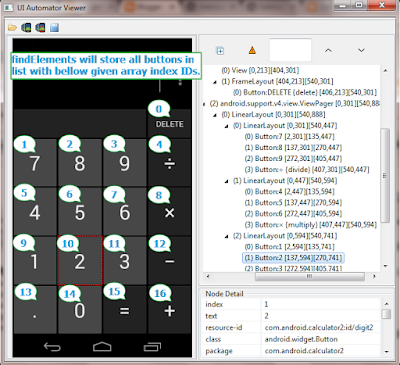 UI Automator Viewer
findElements will store all buttons in
list with bellow given array index IDs.
0
DELETE
1 2 3 4
7 8 9 ÷
5 6 7 8
4 5 6 ×
9 10 11 12
1 2 3 −
13 14 15 16
. 0 = +
(0) View [0,213][404,301]
(1) FrameLayout [404,213][540,301]
(0) Button:DELETE {delete} [406,213][540,301]
(2) android.support.v4.view.ViewPager [0,301][540,888]
(0) LinearLayout [0,301][540,888]
(0) LinearLayout [0,301][540,447]
(0) Button:7 [2,301][135,447]
(1) Button:8 [137,301][270,447]
(2) Button:9 [272,301][405,447]
(3) Button:÷ {divide} [407,301][540,447]
(1) LinearLayout [0,447][540,594]
(0) Button:4 [2,447][135,594]
(1) Button:5 [137,447][270,594]
(2) Button:6 [272,447][405,594]
(3) Button:× {multiply} [407,447][540,594]
(2) LinearLayout [0,594][540,741]
(0) Button:1 [2,594][135,741]
(1) Button:2 [137,594][270,741]
(2) Button:3 [272,594][405,741]
Node Detail
index 1
text 2
resource-id com.android.calculator2:id/digit2
class android.widget.Button
package com.android.calculator2